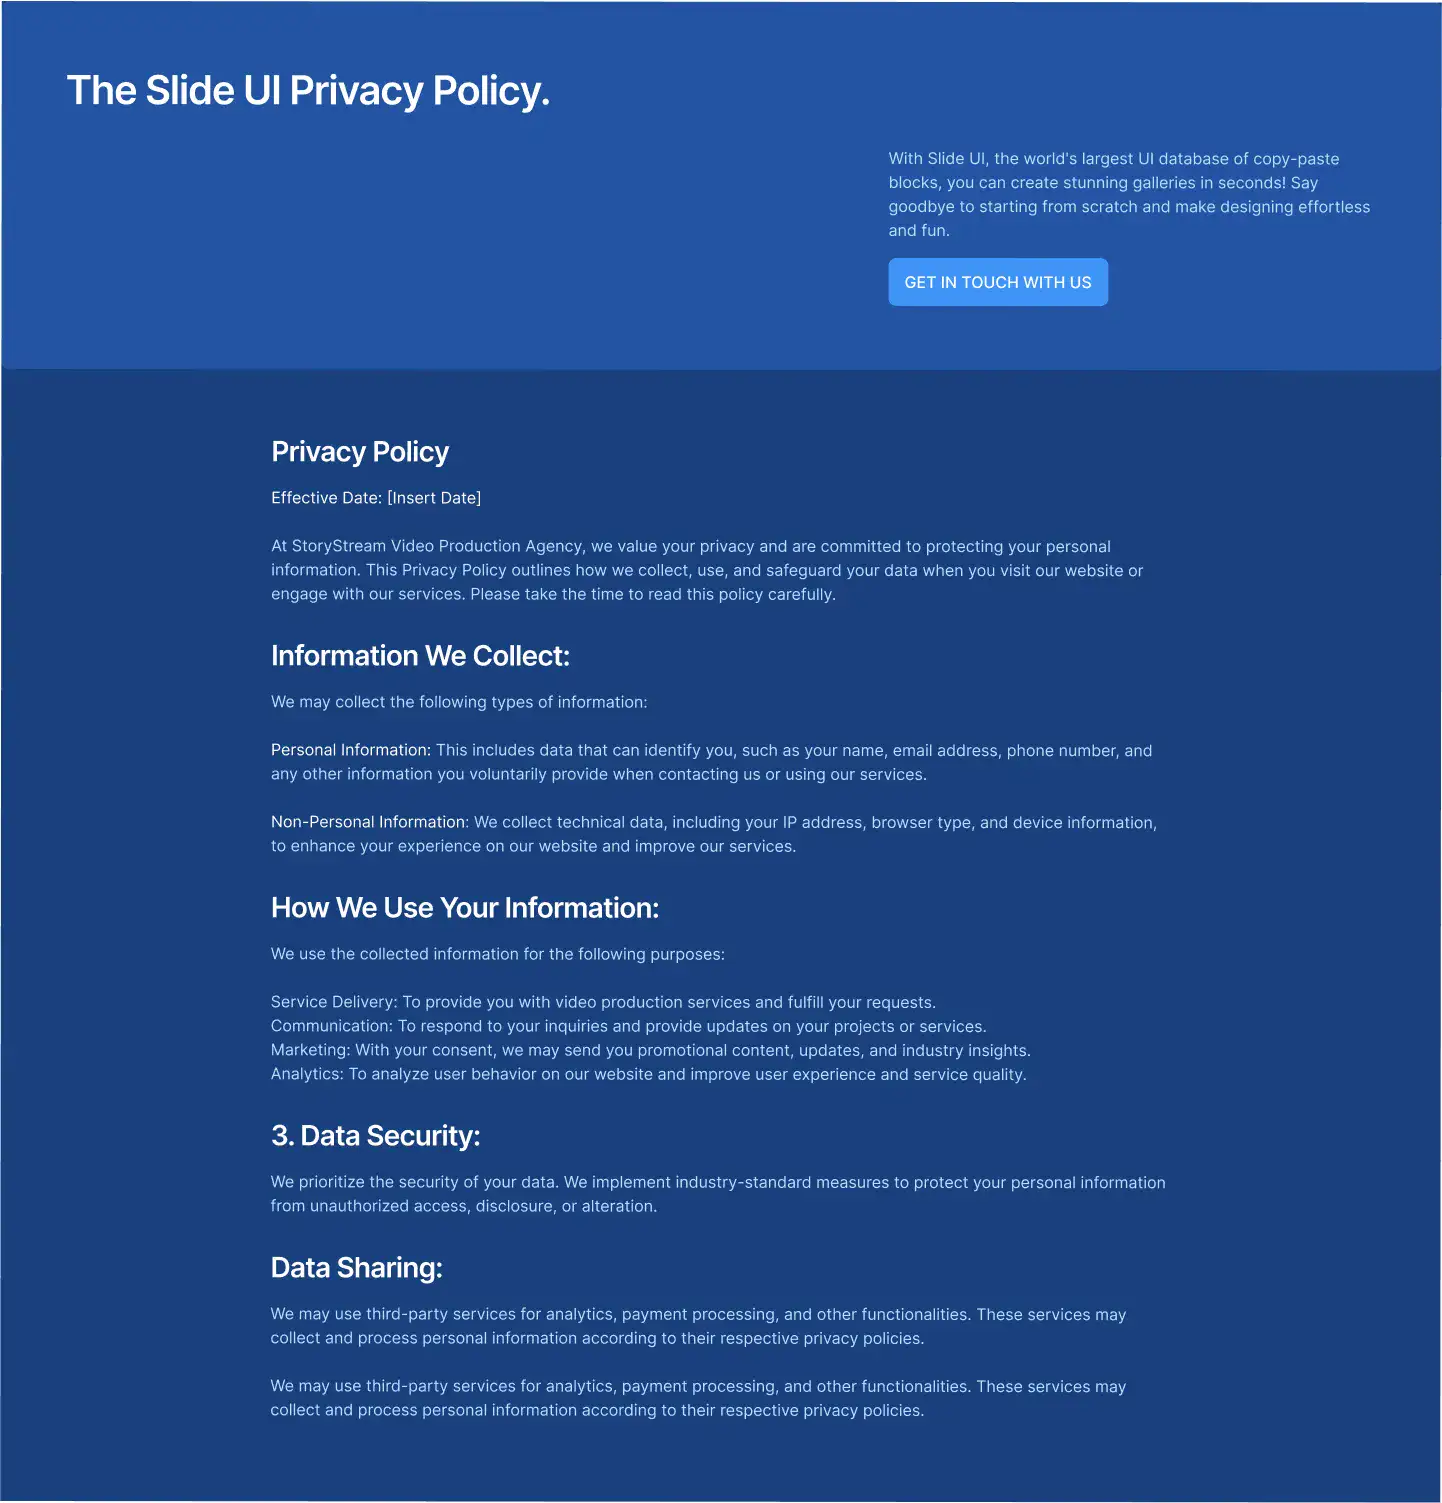 The Slide UI Privacy Policy.
With Slide UI, the world's largest UI database of copy-paste
blocks, you can create stunning galleries in seconds! Say
goodbye to starting from scratch and make designing effortless
and fun.
GET IN TOUCH WITH US
Privacy Policy
Effective Date: [Insert Date]
At StoryStream Video Production Agency, we value your privacy and are committed to protecting your personal
information. This Privacy Policy outlines how we collect, use, and safeguard your data when you visit our website or
engage with our services. Please take the time to read this policy carefully.
Information We Collect:
We may collect the following types of information:
Personal Information: This includes data that can identify you, such as your name, email address, phone number, and
any other information you voluntarily provide when contacting us or using our services.
Non-Personal Information: We collect technical data, including your IP address, browser type, and device information,
to enhance your experience on our website and improve our services.
How We Use Your Information:
We use the collected information for the following purposes:
Service Delivery: To provide you with video production services and fulfill your requests.
Communication: To respond to your inquiries and provide updates on your projects or services.
Marketing: With your consent, we may send you promotional content, updates, and industry insights.
Analytics: To analyze user behavior on our website and improve user experience and service quality.
3. Data Security:
We prioritize the security of your data. We implement industry-standard measures to protect your personal information
from unauthorized access, disclosure, or alteration.
Data Sharing:
We may use third-party services for analytics, payment processing, and other functionalities. These services may
collect and process personal information according to their respective privacy policies.
We may use third-party services for analytics, payment processing, and other functionalities. These services may
collect and process personal information according to their respective privacy policies.